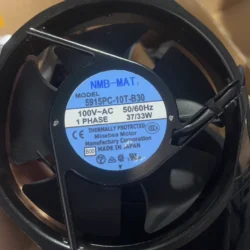 NMB-MAT.
MODEL
5915PC-10T-B30
100V~AC 50/60Hz
1 PHASE 37/33W
THERMALLY PROTECTED
Minebea Motor
Manufacturing Corporation
MADE IN JAPAN